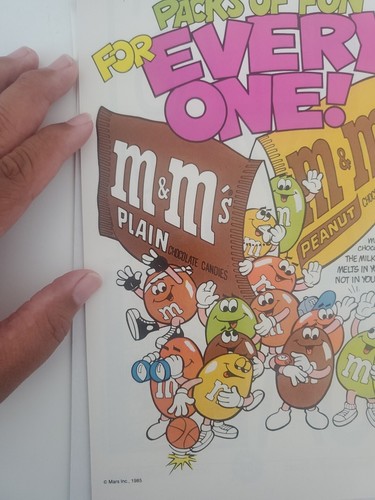 PACKS OF FUN
FOR EVERY
ONE!
m&m's
PLAIN
CHOCOLATE CANDIES
m&m
PEANUT
CHOC
THE MILK
MELTS IN Y
NOT IN YOU
m
m
m
m
m
m
© Mars Inc., 1985